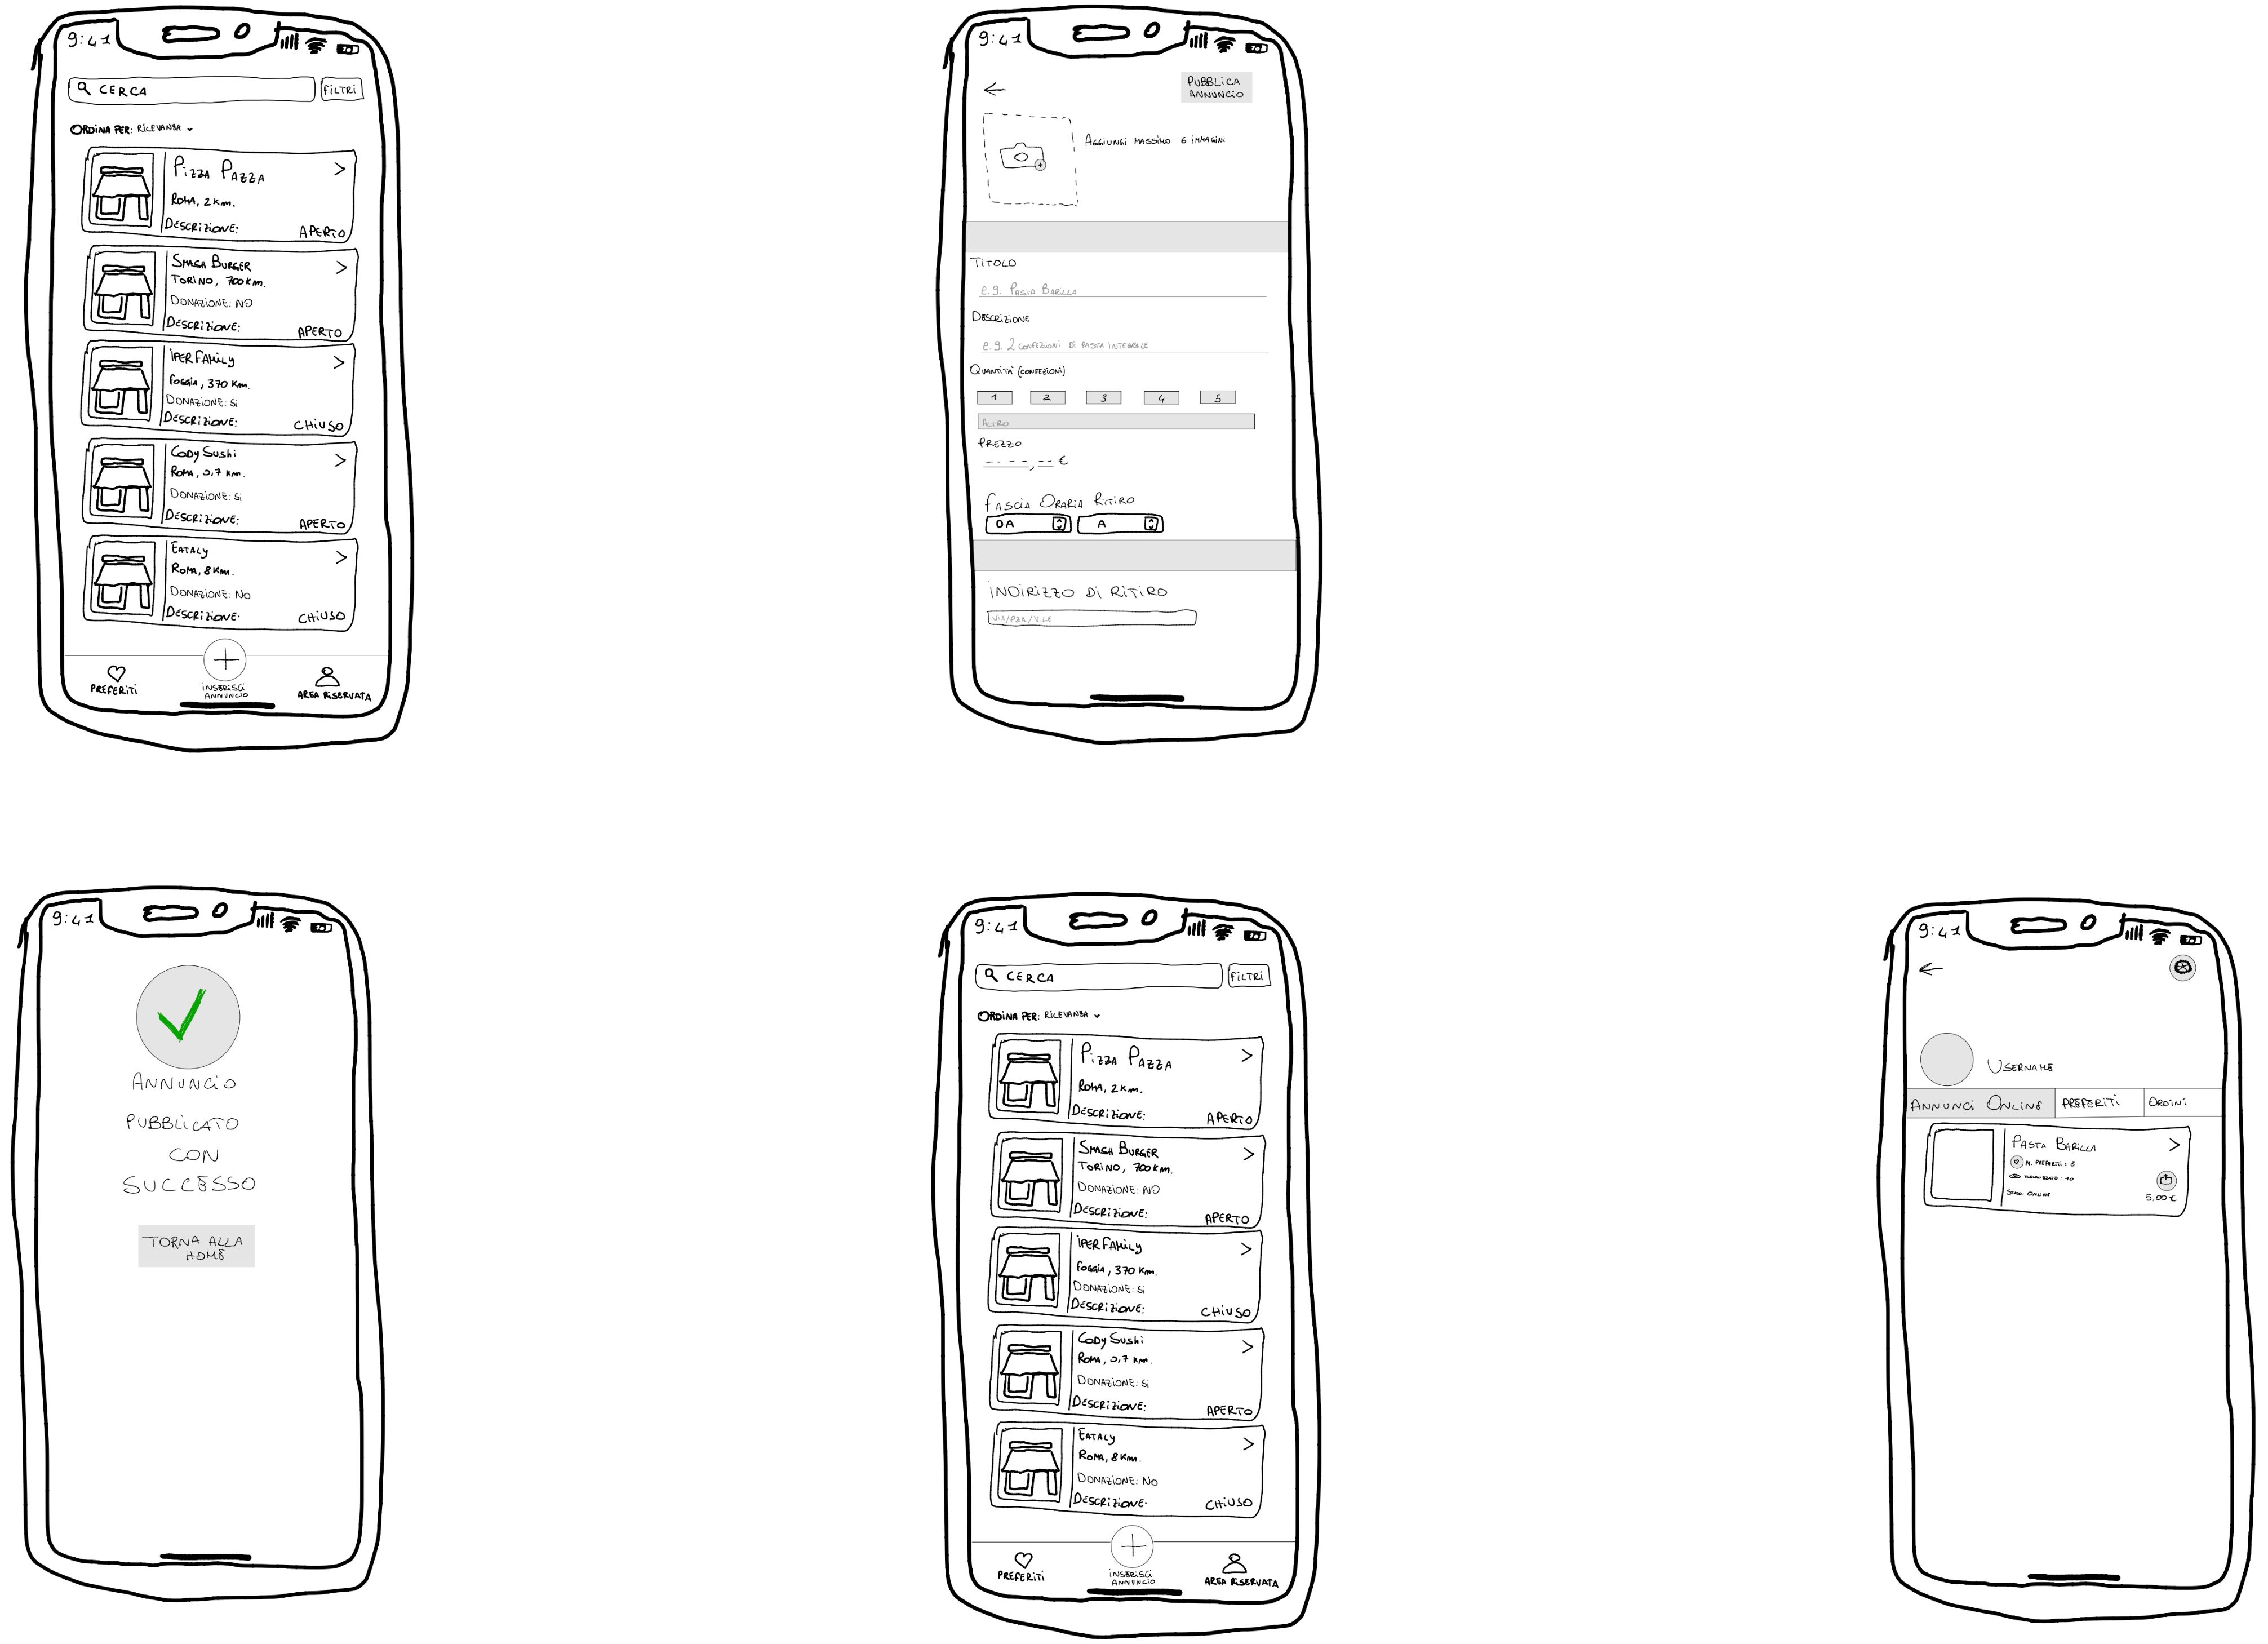 9:41
CERCA
FILTRI
ORDINA PER: RILEVANZA
PIZZA PAZZA
ROMA, 2 KM.
DESCRIZIONE:
APERTO
SMASH BURGER
TORINO, 700 KM.
DONAZIONE: NO
DESCRIZIONE:
APERTO
IPER FAMILY
FOGGIA, 370 KM.
DONAZIONE: SI
DESCRIZIONE:
CHIUSO
CODY SUSHI
ROMA, 0,7 KM.
DONAZIONE: SI
DESCRIZIONE:
APERTO
EATALY
ROMA, 8 KM.
DONAZIONE: NO
DESCRIZIONE:
CHIUSO
PREFERITI
INSERISCI
ANNUNCIO
AREA RISERVATA
9:41
PUBBLICA
ANNUNCIO
AGGIUNGI MASSIMO 6 IMMAGINI
TITOLO
e.g. PASTA BARILLA
DESCRIZIONE
e.g. 2 CONFEZIONI DI PASTA INTEGRALE
QUANTITÀ (CONFEZIONI)
1 2 3 4 5
ALTRO
PREZZO
----,-- €
FASCIA ORARIA RITIRO
DA
A
INDIRIZZO DI RITIRO
VIA/PZA/V.LE
9:41
ANNUNCIO
PUBBLICATO
CON
SUCCESSO
TORNA ALLA
HOME
9:41
CERCA
FILTRI
ORDINA PER: RILEVANZA
PIZZA PAZZA
ROMA, 2 KM.
DESCRIZIONE:
APERTO
SMASH BURGER
TORINO, 700 KM.
DONAZIONE: NO
DESCRIZIONE:
APERTO
IPER FAMILY
FOGGIA, 370 KM.
DONAZIONE: SI
DESCRIZIONE:
CHIUSO
CODY SUSHI
ROMA, 0,7 KM.
DONAZIONE: SI
DESCRIZIONE:
APERTO
EATALY
ROMA, 8 KM.
DONAZIONE: NO
DESCRIZIONE:
CHIUSO
PREFERITI
INSERISCI
ANNUNCIO
AREA RISERVATA
9:41
USERNAME
ANNUNCI ONLINE
PREFERITI
ORDINI
PASTA BARILLA
N. PREFERITI: 3
VISUALIZZATO: 10
STATO: ONLINE
5.00 €